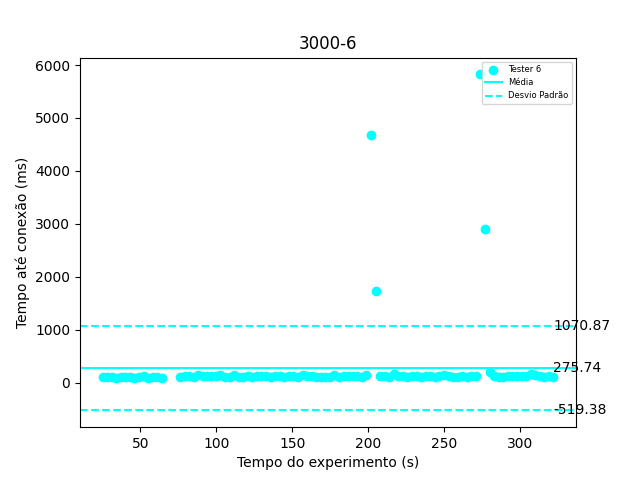 3000-6
Tempo até conexão (ms)
6000
5000
4000
3000
2000
1000
0
Tester 6
Média
Desvio Padrão
1070.87
275.74
-519.38
50 100 150 200 250 300
Tempo do experimento (s)